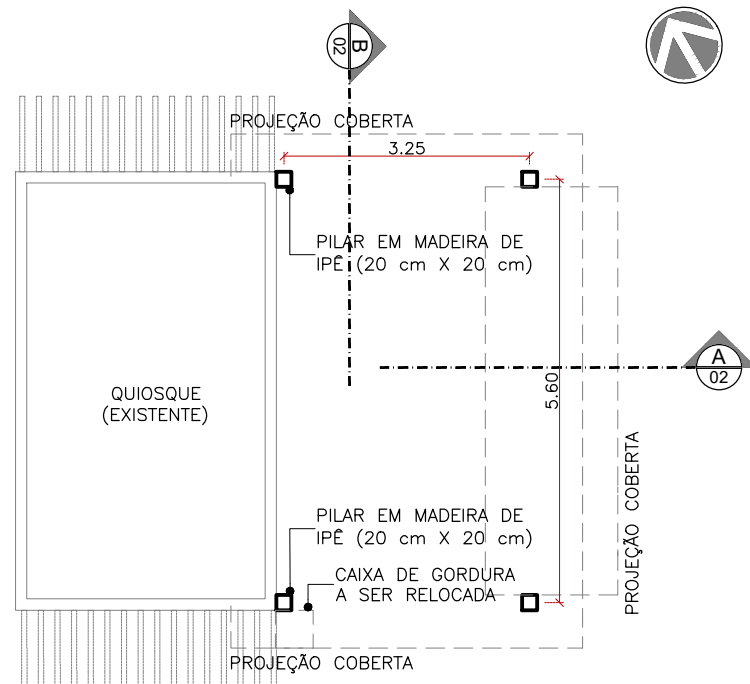 B
02
PROJEÇÃO COBERTA
3.25
PILAR EM MADEIRA DE
IPÊ (20 cm X 20 cm)
A
02
QUIOSQUE
(EXISTENTE)
5.60
PILAR EM MADEIRA DE
IPÊ (20 cm X 20 cm)
PROJEÇÃO COBERTA
CAIXA DE GORDURA
A SER RELOCADA
PROJEÇÃO COBERTA